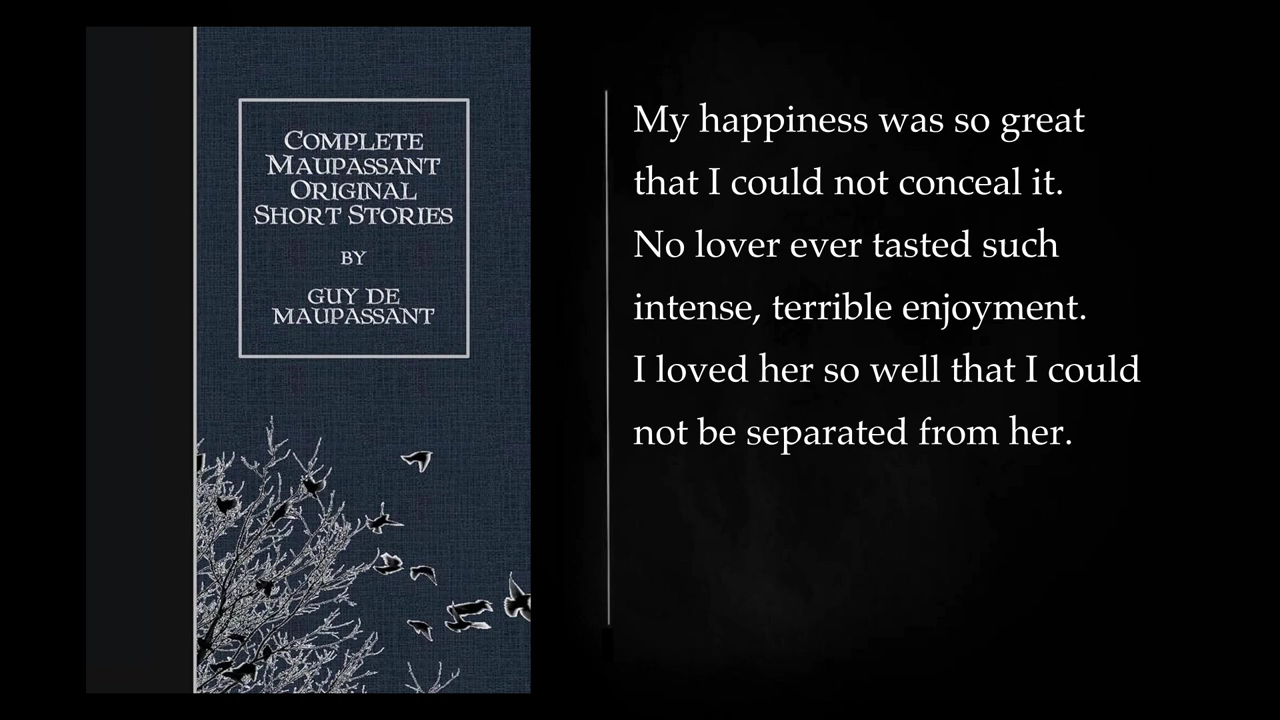 COMPLETE
MAUPASSANT
ORIGINAL
SHORT STORIES
BY
GUY DE
MAUPASSANT
My happiness was so great
that I could not conceal it.
No lover ever tasted such
intense, terrible enjoyment.
I loved her so well that I could
not be separated from her.